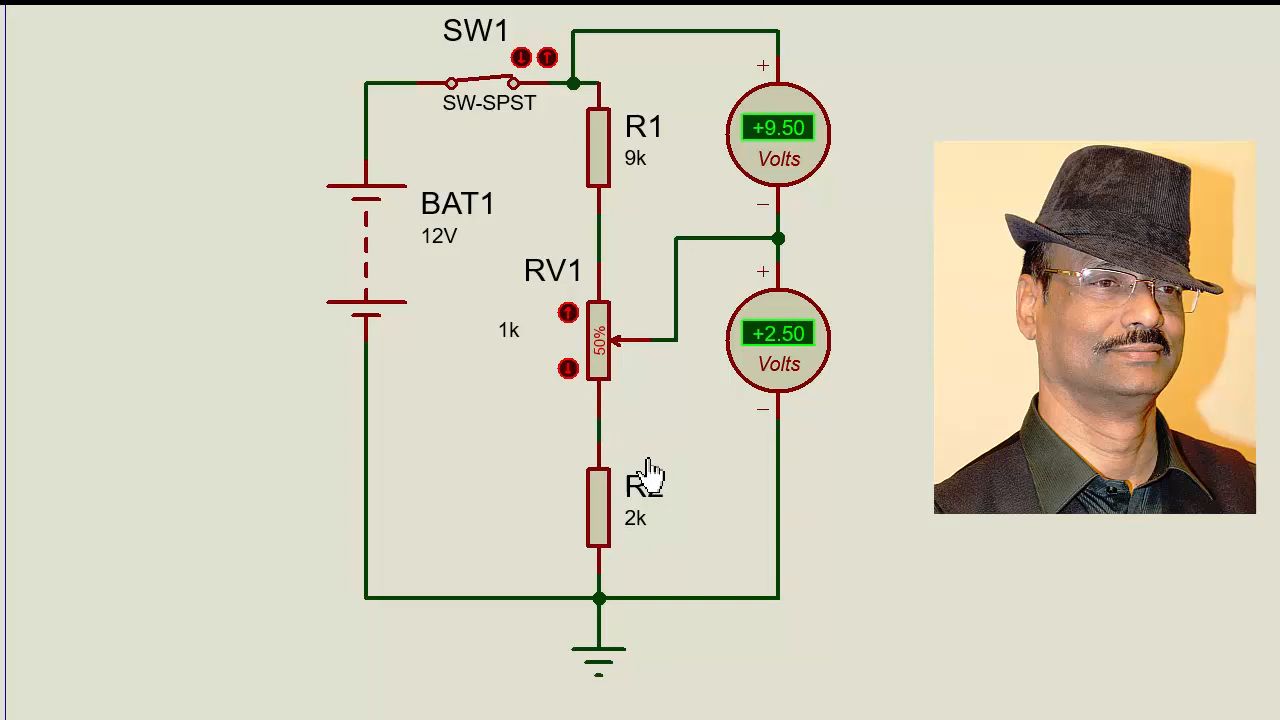 SW1
SW-SPST
R1
9k
+9.50
Volts
BAT1
12V
RV1
1k
50%
+2.50
Volts
2k